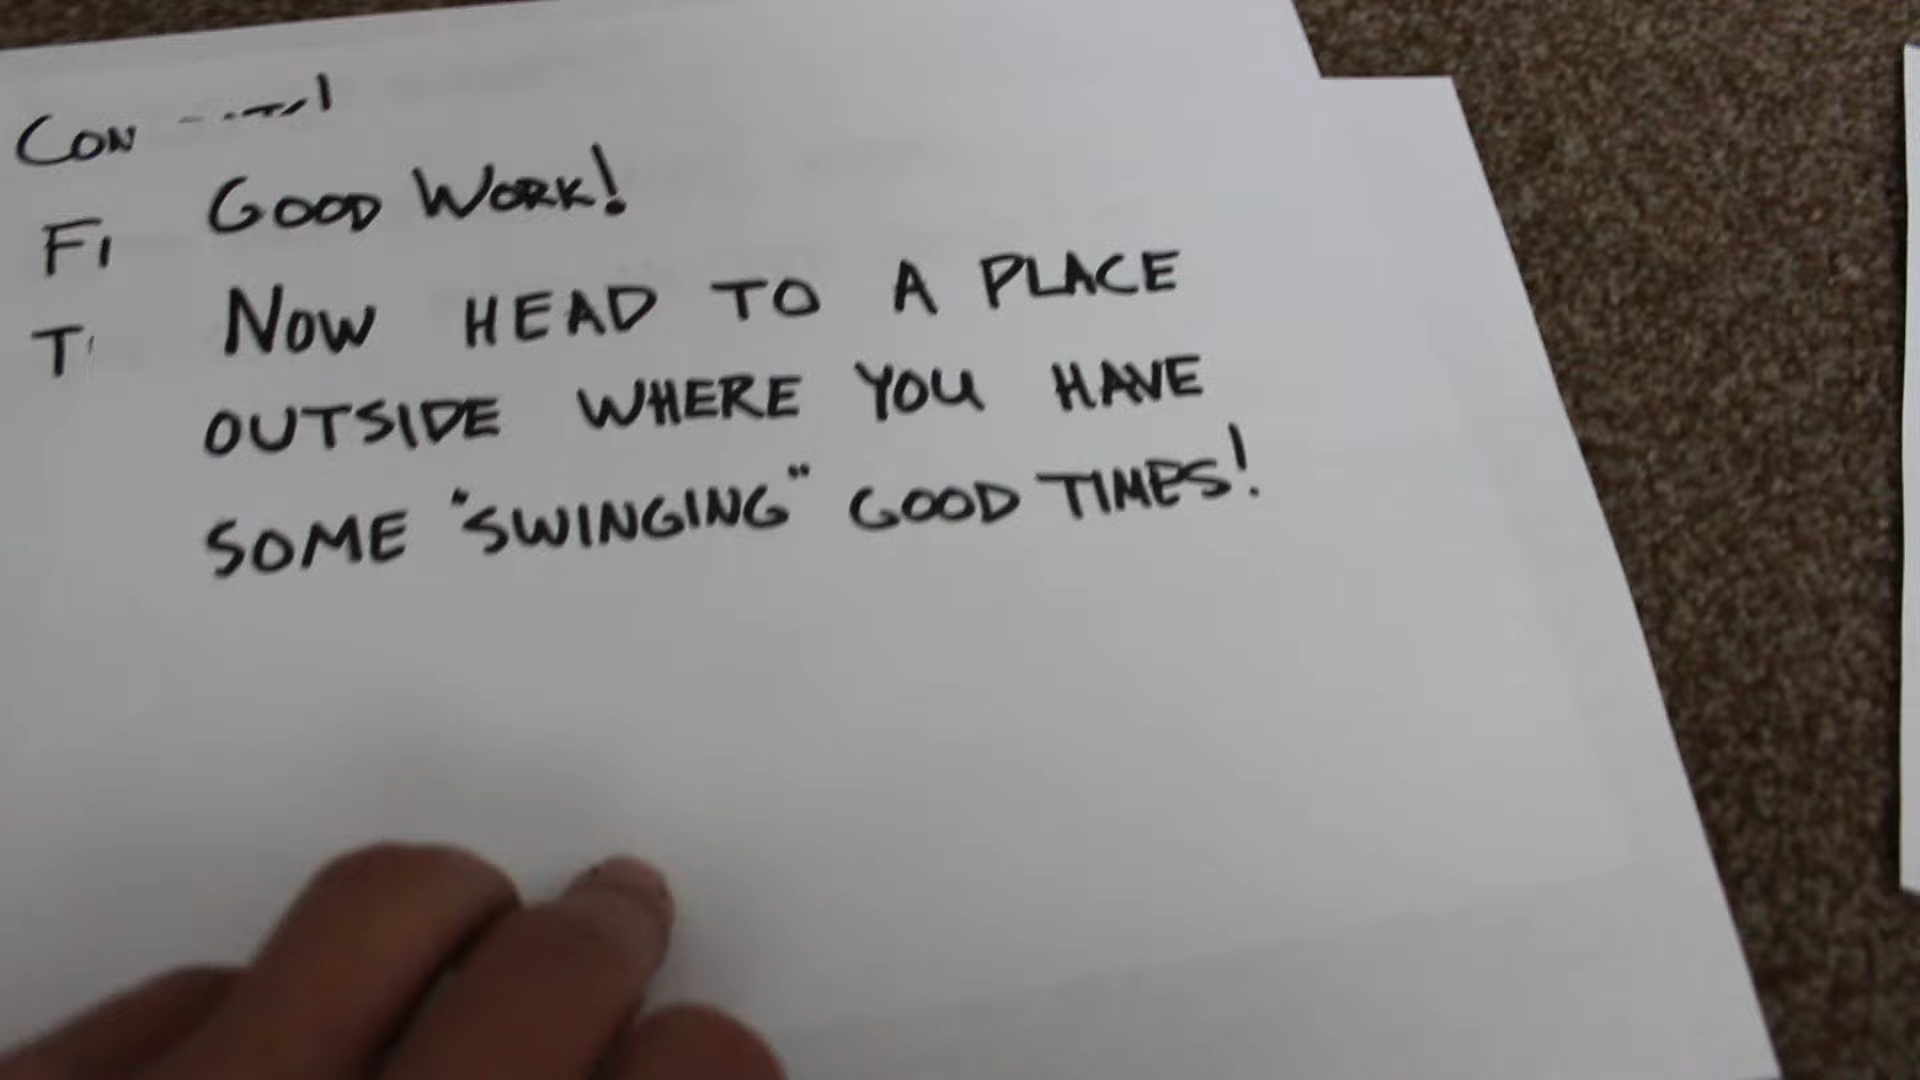 Good Work!
Now HEAD TO A PLACE
OUTSIDE WHERE YOU HAVE
SOME "SWINGING" GOOD TIMES!